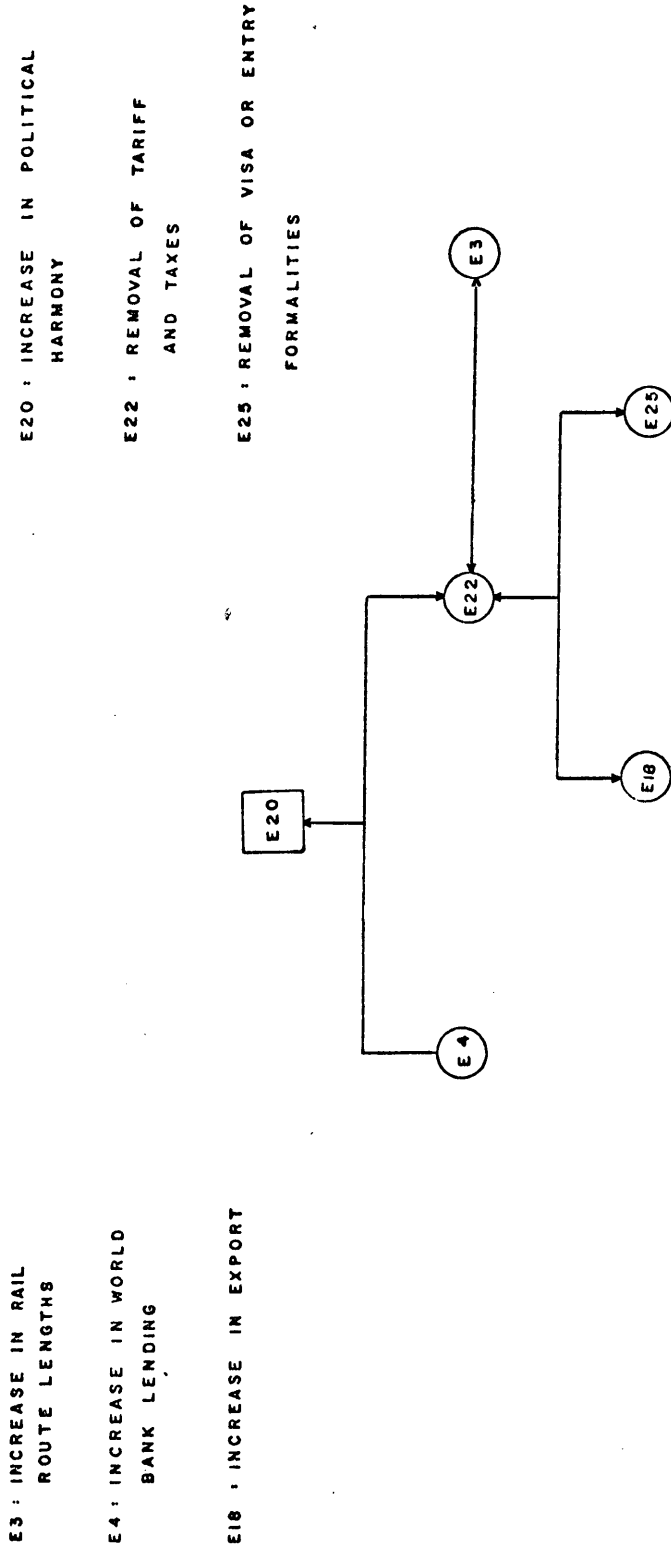 E3 : INCREASE IN RAIL
ROUTE LENGTHS
E4 : INCREASE IN WORLD
BANK LENDING
E18 : INCREASE IN EXPORT
E20 : INCREASE IN POLITICAL
HARMONY
E22 : REMOVAL OF TARIFF
AND TAXES
E25 : REMOVAL OF VISA OR ENTRY
FORMALITIES
E20
E4
E22
E3
E18
E25